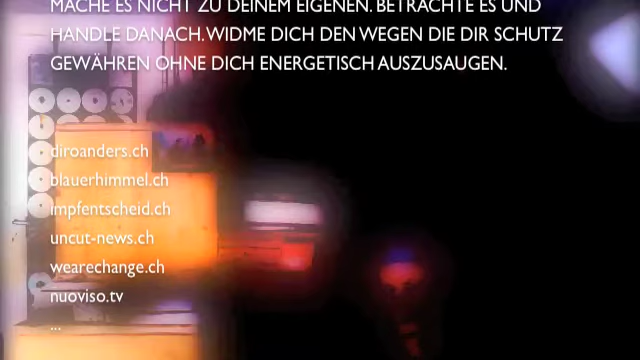 MACHE ES NICHT ZU DEINEM EIGENEN. BETRACHTE ES UND
HANDLE DANACH. WIDME DICH DEN WEGEN DIE DIR SCHUTZ
GEWÄHREN OHNE DICH ENERGETISCH AUSZUSAUGEN.
diroanders.ch
blauerhimmel.ch
impfentscheid.ch
uncut-news.ch
wearechange.ch
nuoviso.tv
...